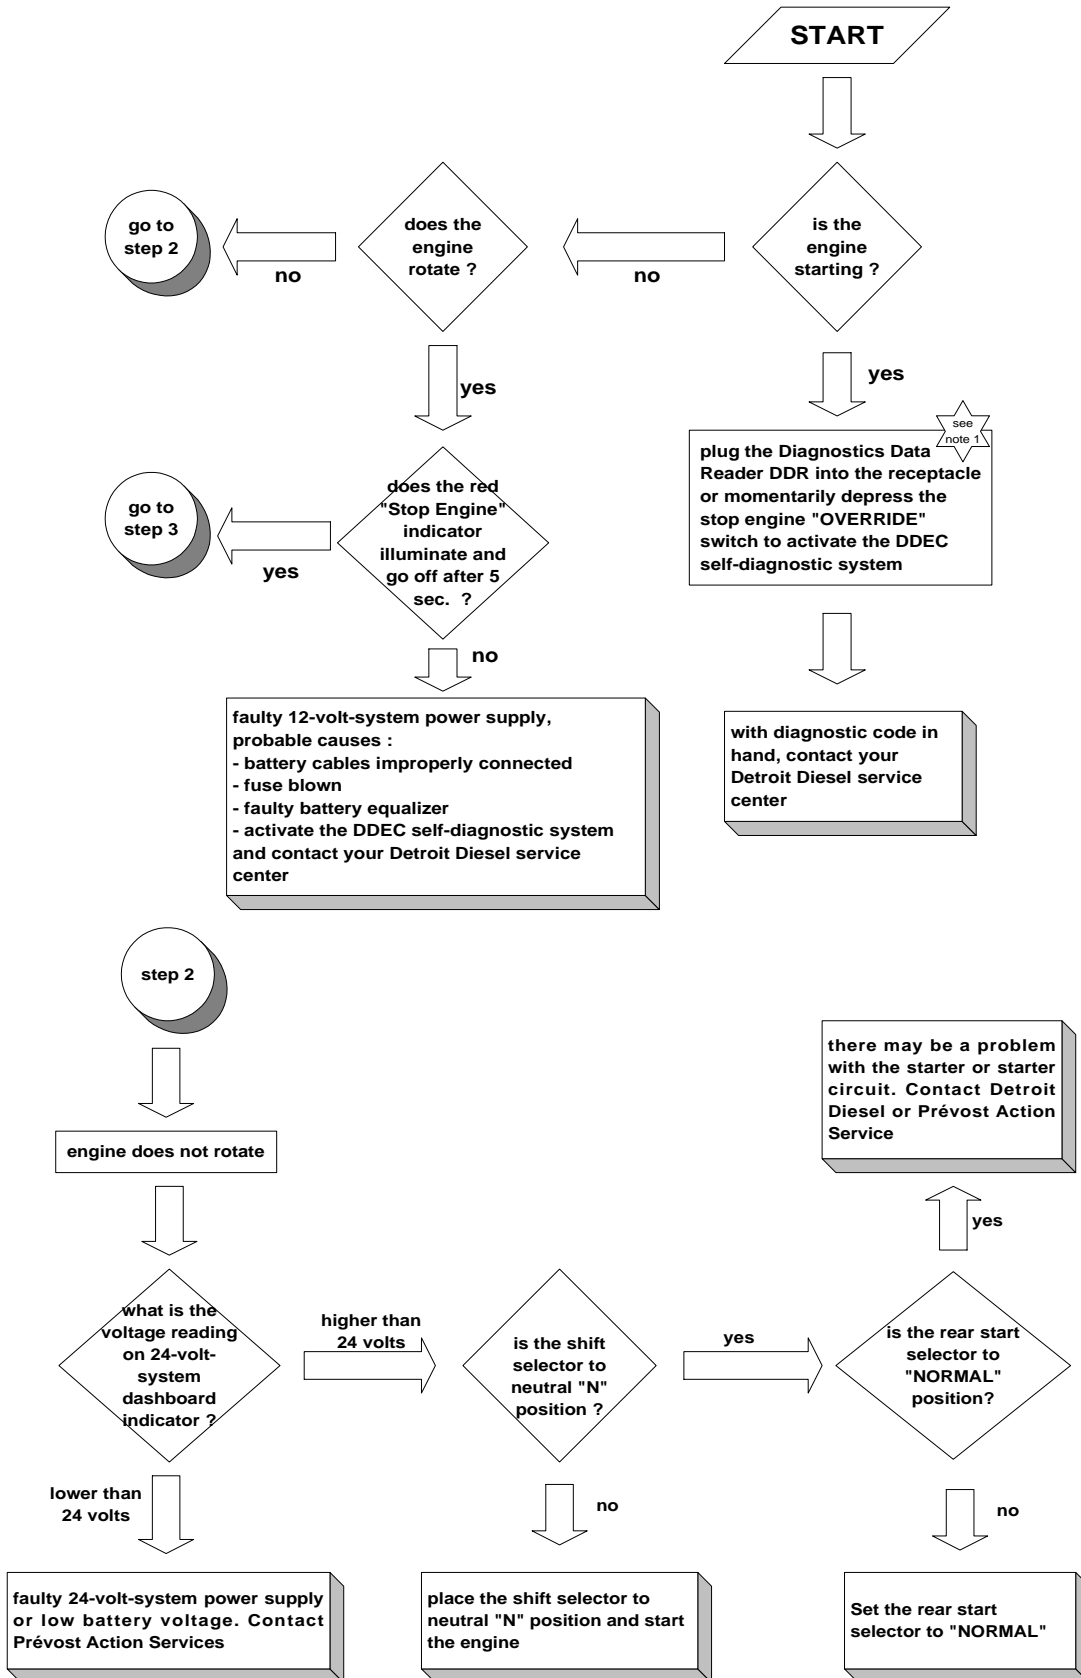 START
go to
step 2
no
does the
engine
rotate ?
no
is the
engine
starting ?
yes
yes
see
note 1
plug the Diagnostics Data
Reader DDR into the receptacle
or momentarily depress the
stop engine "OVERRIDE"
switch to activate the DDEC
self-diagnostic system
go to
step 3
yes
does the red
"Stop Engine"
indicator
illuminate and
go off after 5
sec. ?
no
faulty 12-volt-system power supply,
probable causes :
- battery cables improperly connected
- fuse blown
- faulty battery equalizer
- activate the DDEC self-diagnostic system
and contact your Detroit Diesel service
center
with diagnostic code in
hand, contact your
Detroit Diesel service
center
step 2
engine does not rotate
there may be a problem
with the starter or starter
circuit. Contact Detroit
Diesel or Prévost Action
Service
yes
what is the
voltage reading
on 24-volt-
system
dashboard
indicator ?
higher than
24 volts
is the shift
selector to
neutral "N"
position ?
yes
is the rear start
selector to
"NORMAL"
position?
lower than
24 volts
no
no
faulty 24-volt-system power supply
or low battery voltage. Contact
Prévost Action Services
place the shift selector to
neutral "N" position and start
the engine
Set the rear start
selector to "NORMAL"